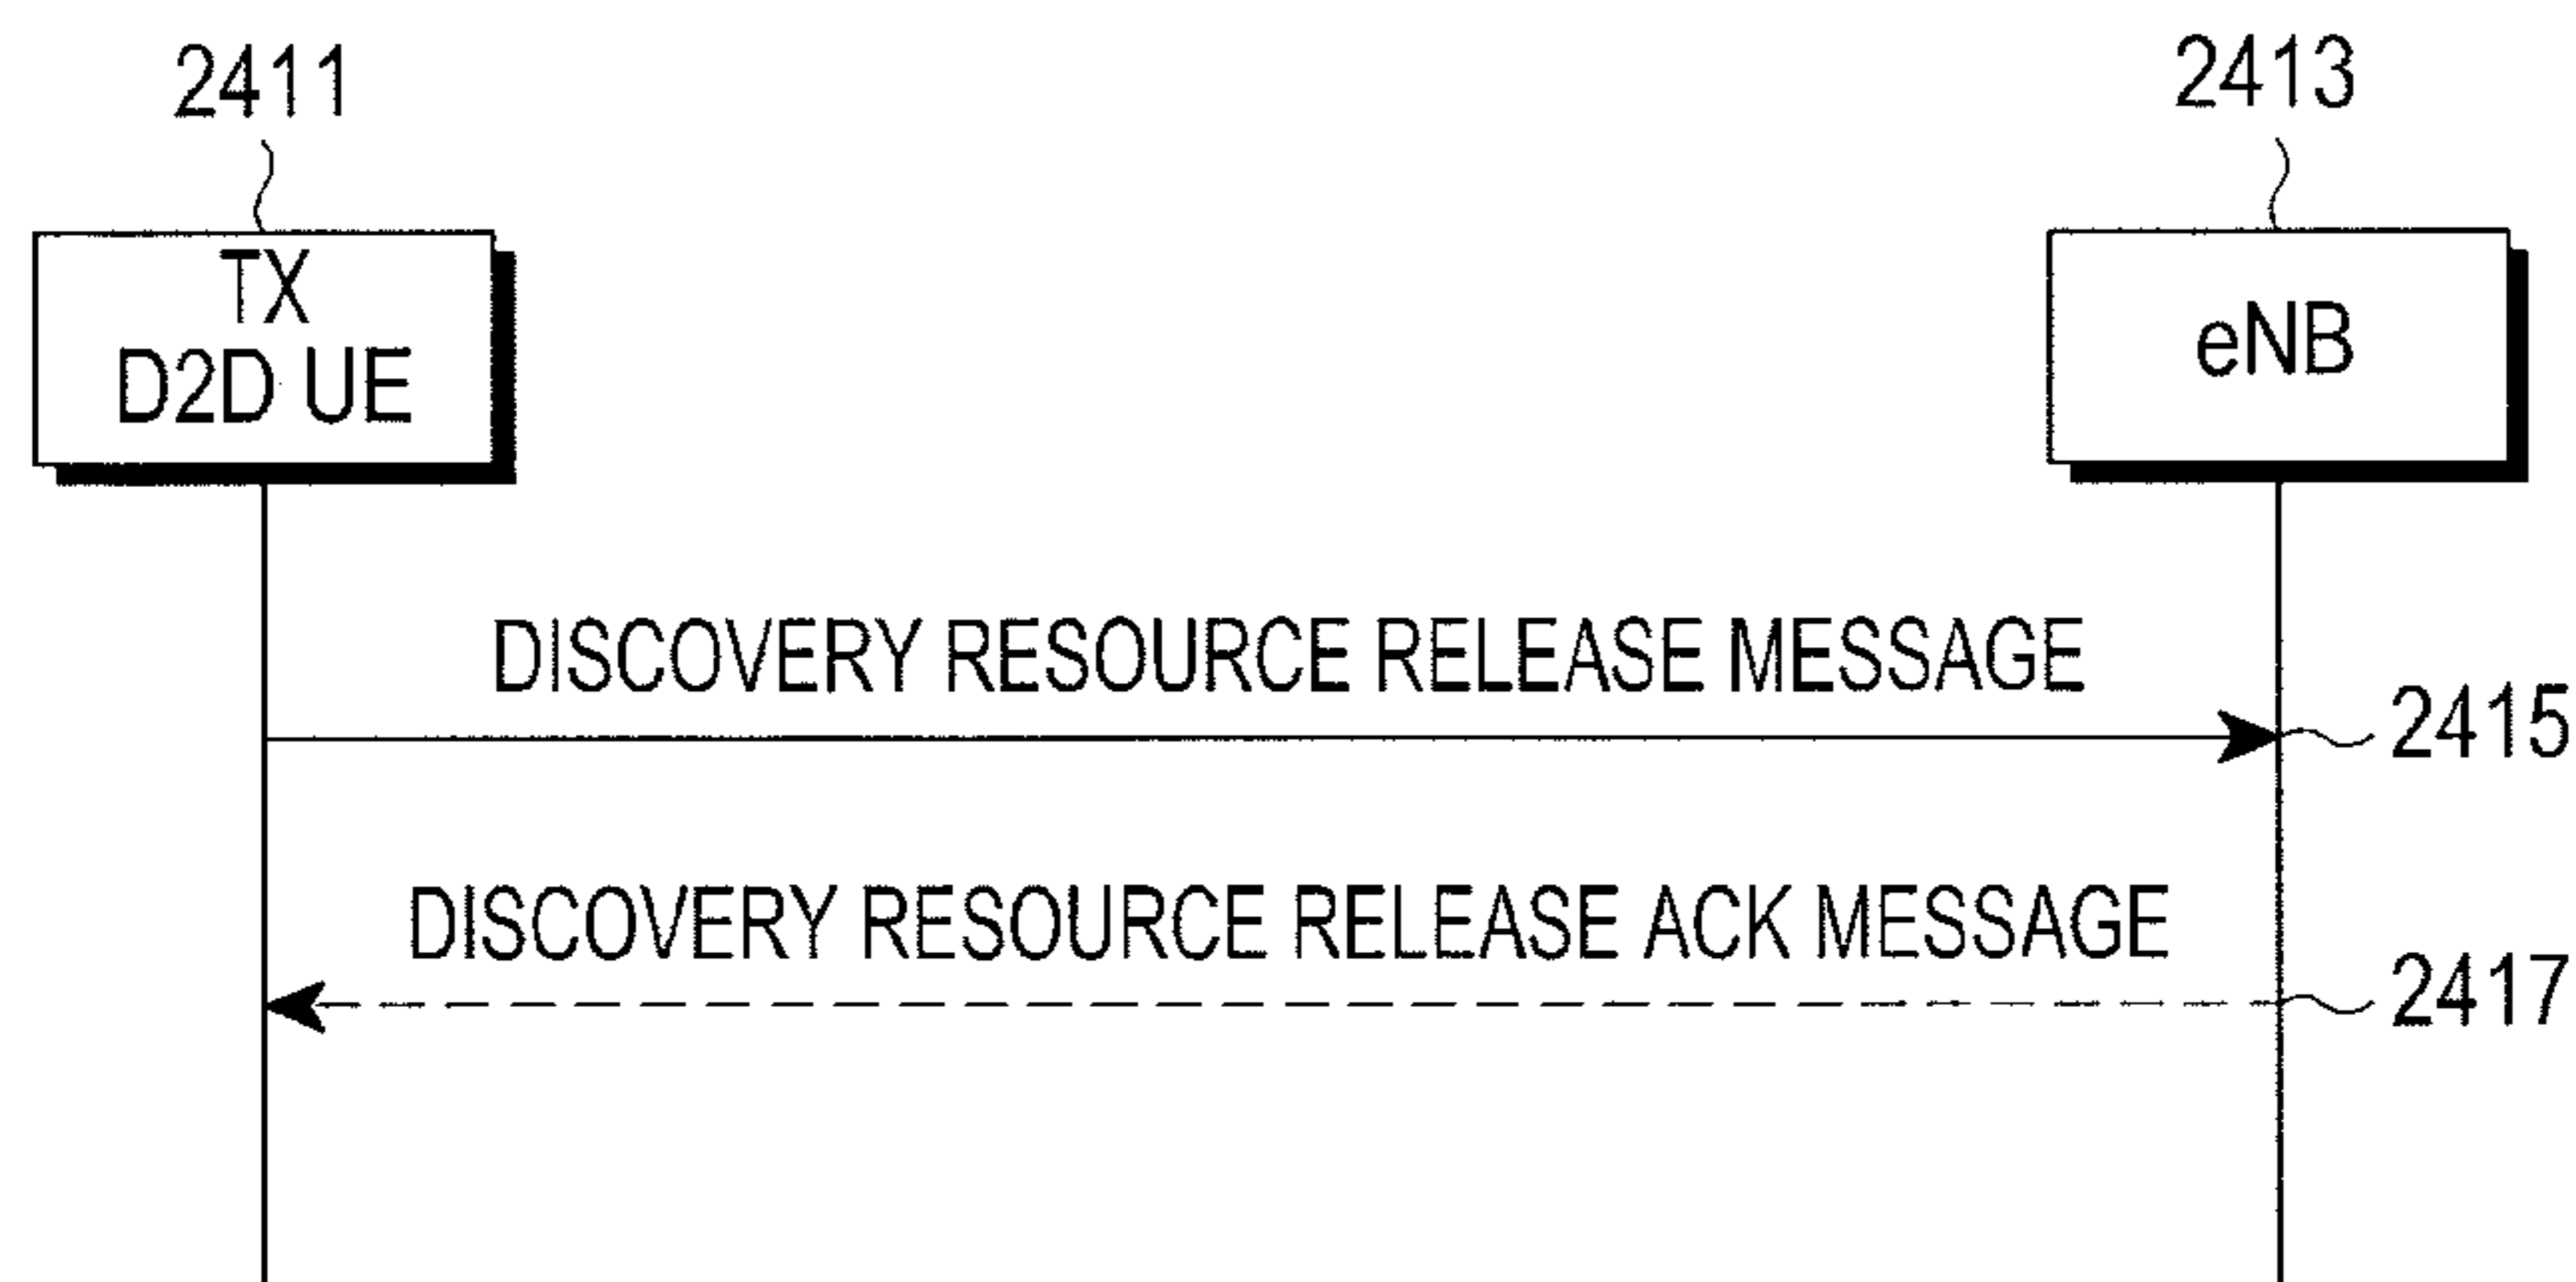 2411
2413
TX
D2D UE
eNB
DISCOVERY RESOURCE RELEASE MESSAGE
2415
DISCOVERY RESOURCE RELEASE ACK MESSAGE
2417